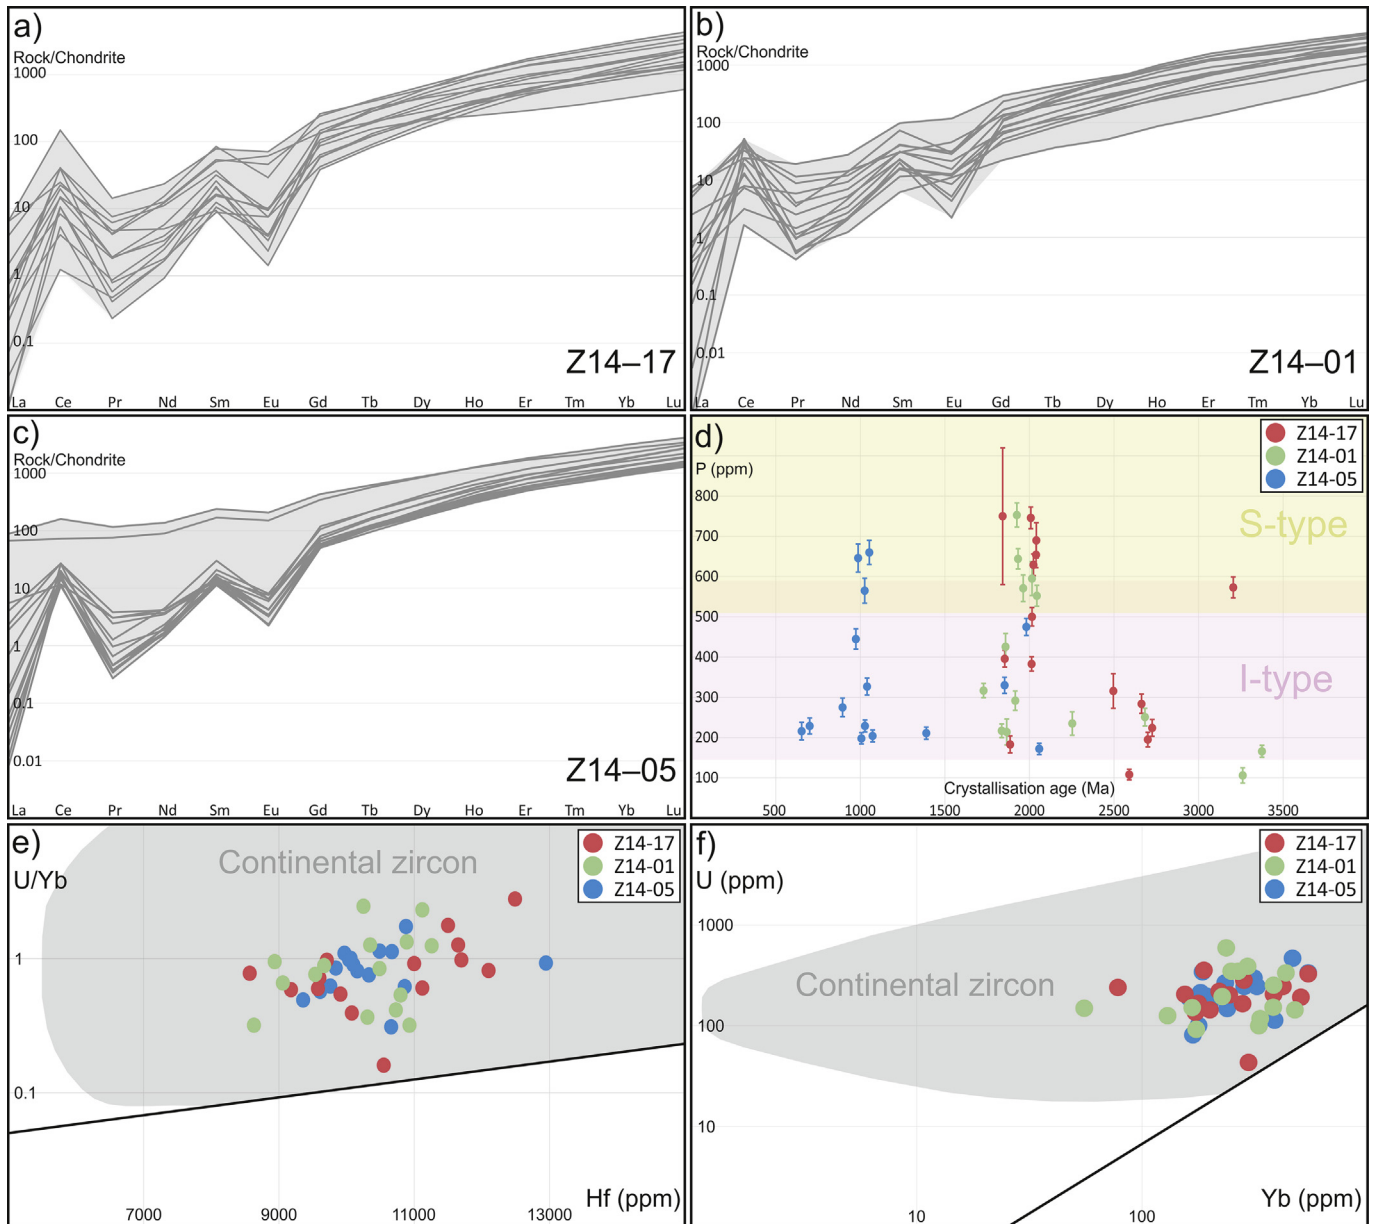 a)
Rock/Chondrite
1000
100
10
1
0.1
Z14–17
La Ce Pr Nd Sm Eu Gd Tb Dy Ho Er Tm Yb Lu
b)
Rock/Chondrite
1000
100
10
1
0.1
0.01
Z14–01
La Ce Pr Nd Sm Eu Gd Tb Dy Ho Er Tm Yb Lu
c)
Rock/Chondrite
1000
100
10
1
0.1
0.01
Z14–05
La Ce Pr Nd Sm Eu Gd Tb Dy Ho Er Tm Yb Lu
d)
Z14-17
Z14-01
Z14-05
P (ppm)
800
700
600
500
400
300
200
100
S-type
I-type
Crystallisation age (Ma)
500 1000 1500 2000 2500 3000 3500
e)
Z14-17
Z14-01
Z14-05
Continental zircon
U/Yb
1
0.1
Hf (ppm)
7000 9000 11000 13000
f)
Z14-17
Z14-01
Z14-05
U (ppm)
1000
Continental zircon
100
10
Yb (ppm)
10 100